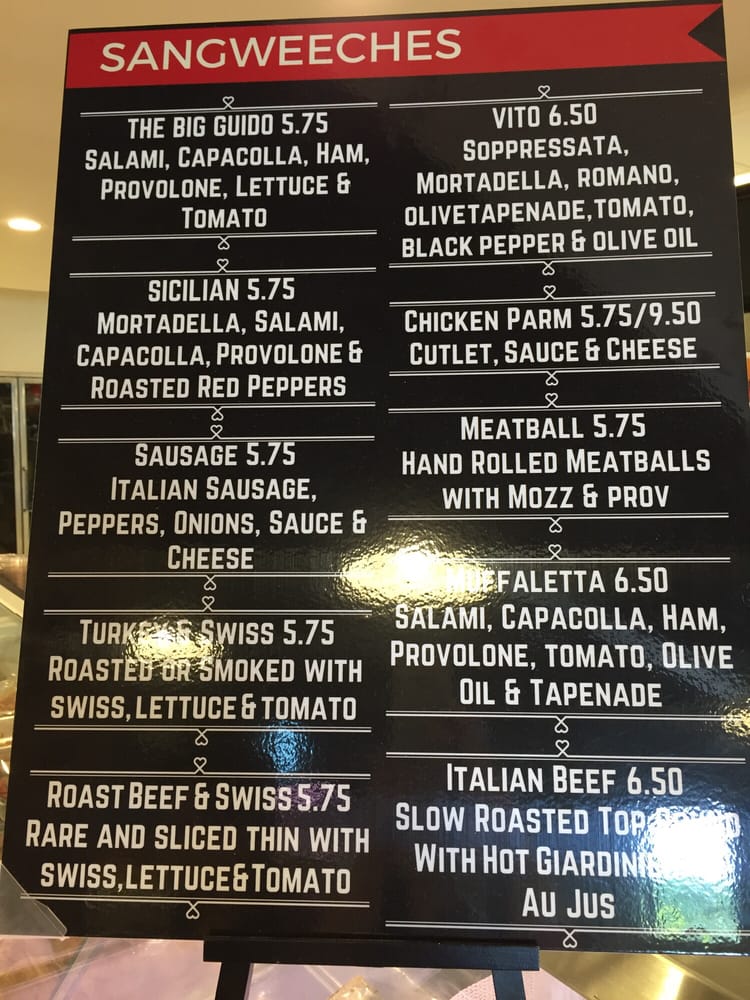 SANGWEECHES
THE BIG GUIDO 5.75
SALAMI, CAPACOLLA, HAM,
PROVOLONE, LETTUCE &
TOMATO
SICILIAN 5.75
MORTADELLA, SALAMI,
CAPACOLLA, PROVOLONE &
ROASTED RED PEPPERS
SAUSAGE 5.75
ITALIAN SAUSAGE,
PEPPERS, ONIONS, SAUCE &
CHEESE
TURKEY & SWISS 5.75
ROASTED OR SMOKED WITH
SWISS, LETTUCE & TOMATO
ROAST BEEF & SWISS 5.75
RARE AND SLICED THIN WITH
SWISS, LETTUCE & TOMATO
VITO 6.50
SOPPRESSATA,
MORTADELLA, ROMANO,
OLIVETAPENADE, TOMATO,
BLACK PEPPER & OLIVE OIL
CHICKEN PARM 5.75/9.50
CUTLET, SAUCE & CHEESE
MEATBALL 5.75
HAND ROLLED MEATBALLS
WITH MOZZ & PROV
MUFFALETTA 6.50
SALAMI, CAPACOLLA, HAM,
PROVOLONE, TOMATO, OLIVE
OIL & TAPENADE
ITALIAN BEEF 6.50
SLOW ROASTED TOP
WITH HOT
AU JUS